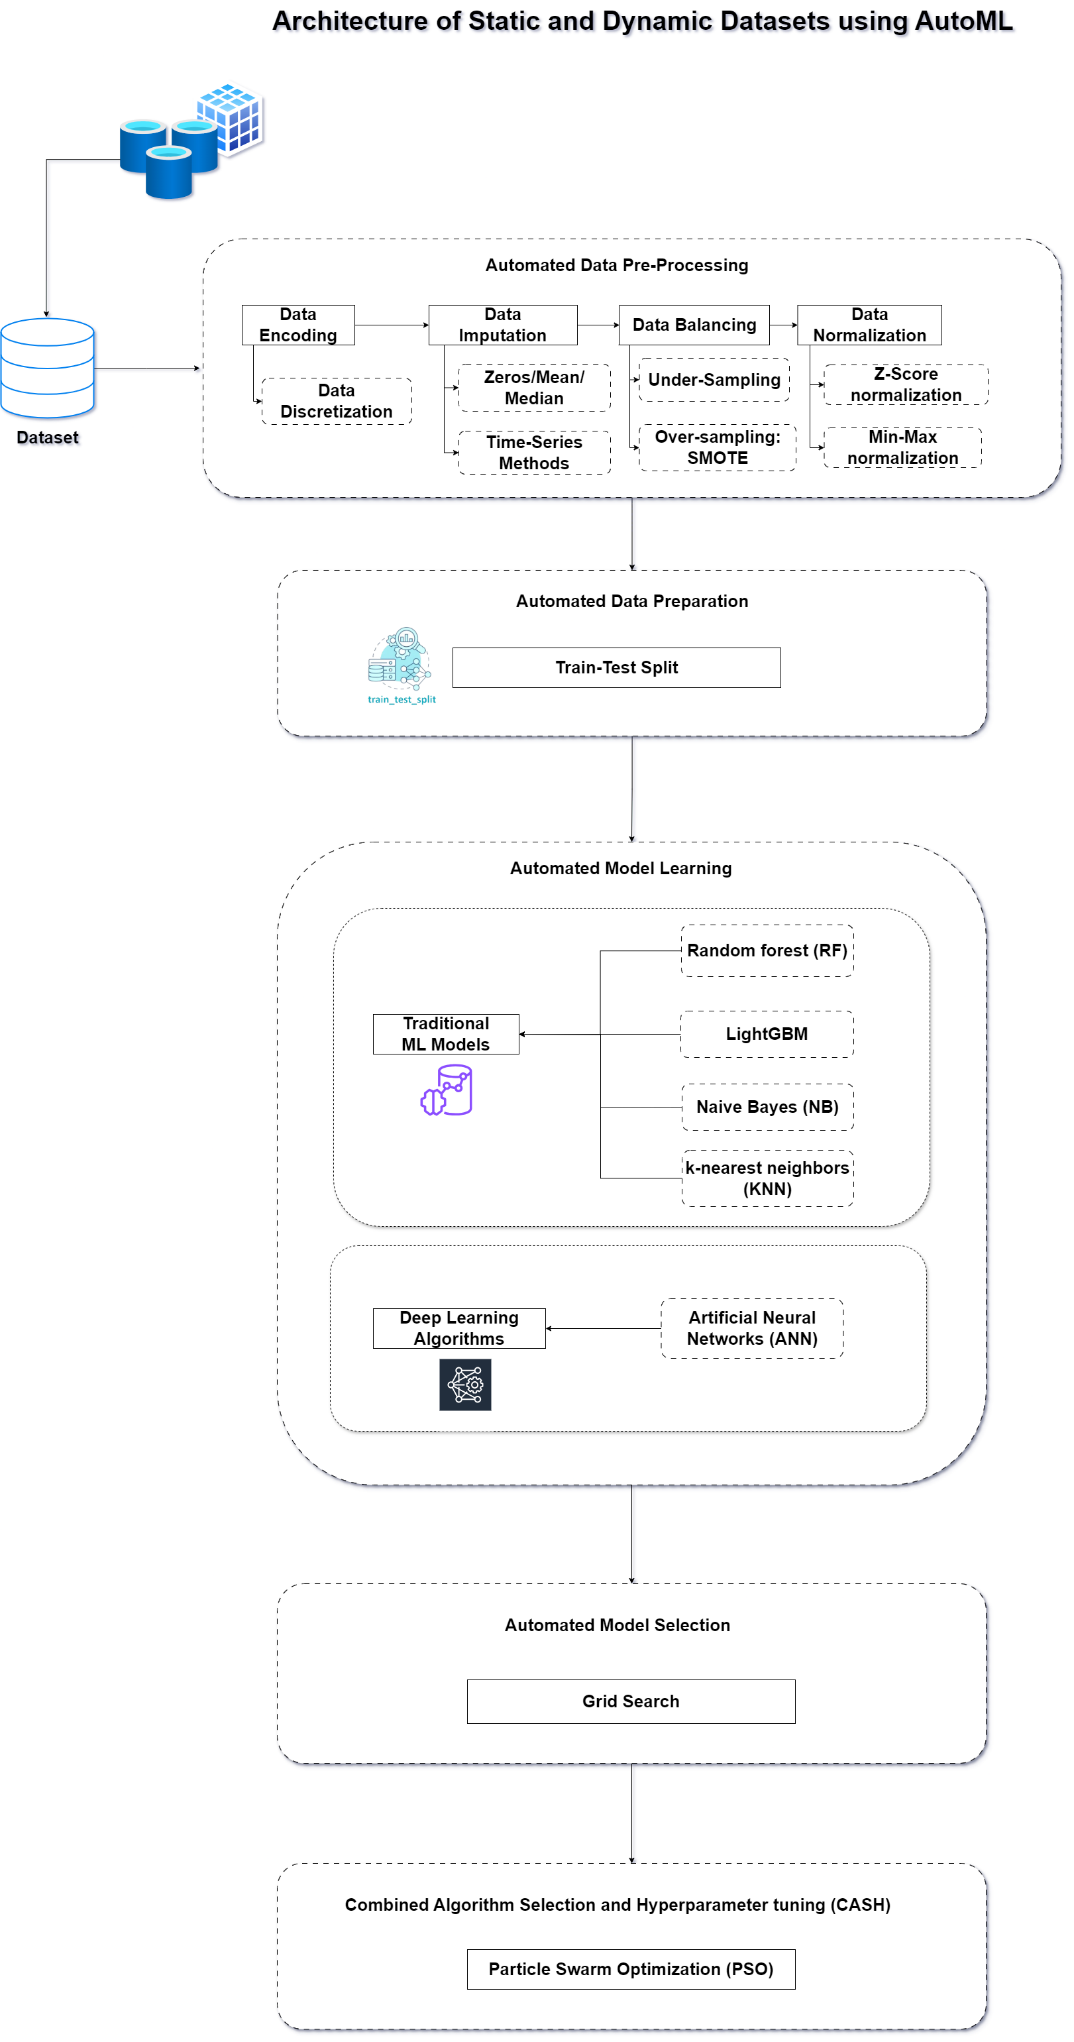 Architecture of Static and Dynamic Datasets using AutoML
Dataset
Automated Data Pre-Processing
Data
Encoding
Data
Imputation
Data Balancing
Data
Normalization
Data
Discretization
Zeros/Mean/
Median
Time-Series
Methods
Under-Sampling
Over-sampling:
SMOTE
Z-Score
normalization
Min-Max
normalization
Automated Data Preparation
train_test_split
Train-Test Split
Automated Model Learning
Traditional
ML Models
Random forest (RF)
LightGBM
Naive Bayes (NB)
k-nearest neighbors
(KNN)
Deep Learning
Algorithms
Artificial Neural
Networks (ANN)
Automated Model Selection
Grid Search
Combined Algorithm Selection and Hyperparameter tuning (CASH)
Particle Swarm Optimization (PSO)